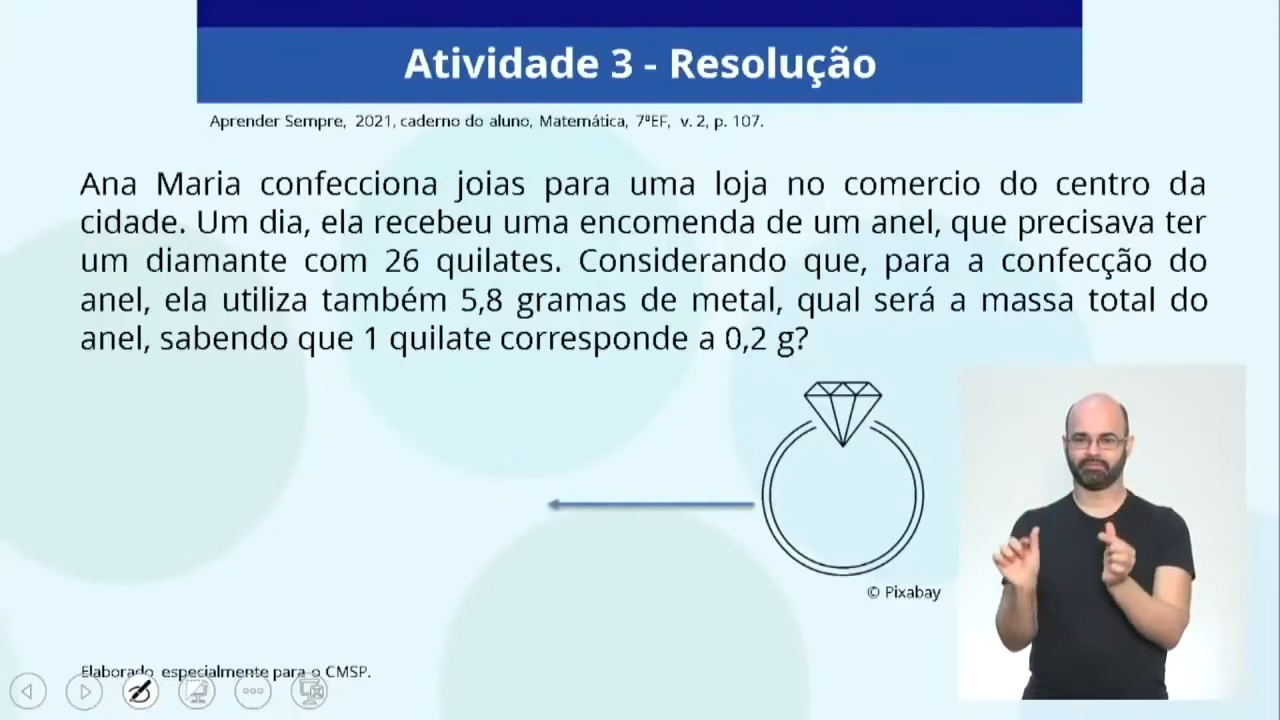 Atividade 3 - Resolução
Aprender Sempre, 2021, caderno do aluno, Matemática, 7ºEF, v. 2, p. 107.
Ana Maria confecciona joias para uma loja no comercio do centro da
cidade. Um dia, ela recebeu uma encomenda de um anel, que precisava ter
um diamante com 26 quilates. Considerando que, para a confecção do
anel, ela utiliza também 5,8 gramas de metal, qual será a massa total do
anel, sabendo que 1 quilate corresponde a 0,2 g?
© Pixabay
Elaborado especialmente para o CMSP.